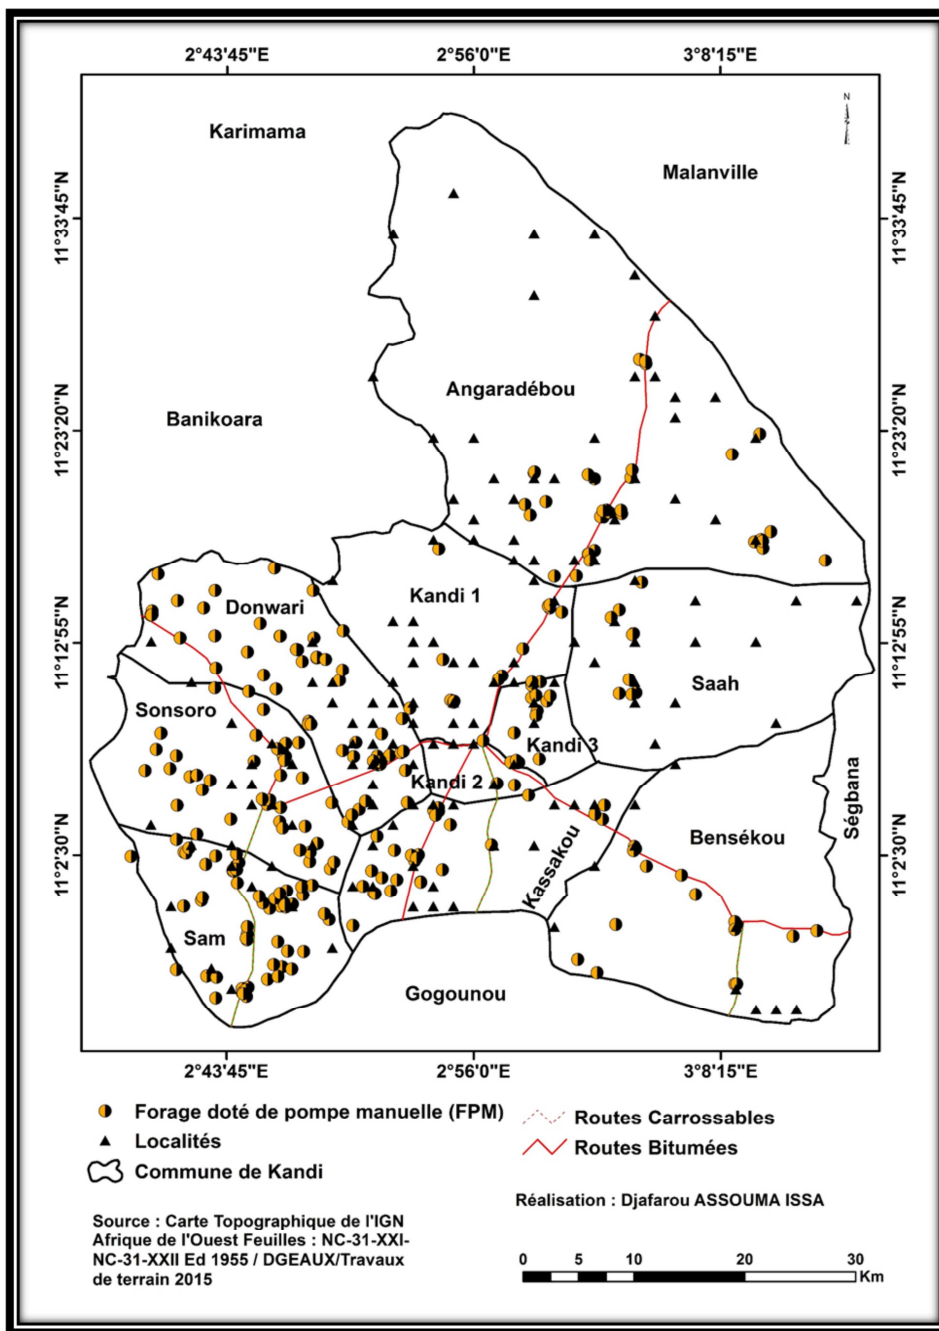 2°43'45"E 2°56'0"E 3°8'15"E
N
Karimama
Malanville
11°33'45"N 11°33'45"N
Angaradébou
Banikoara
11°23'20"N 11°23'20"N
Kandi 1
Donwari
11°12'55"N 11°12'55"N
Saah
Sonsoro
Kandi 3
Kandi 2
Ségbana
Bensékou
Kassakou
11°2'30"N 11°2'30"N
Sam
Gogounou
2°43'45"E 2°56'0"E 3°8'15"E
Forage doté de pompe manuelle (FPM)
Localités
Commune de Kandi
Routes Carrossables
Routes Bitumées
Réalisation : Djafarou ASSOUMA ISSA
Source : Carte Topographique de l'IGN
Afrique de l'Ouest Feuilles : NC-31-XXI-
NC-31-XXII Ed 1955 / DGEAUX/Travaux
de terrain 2015
0 5 10 20 30
Km